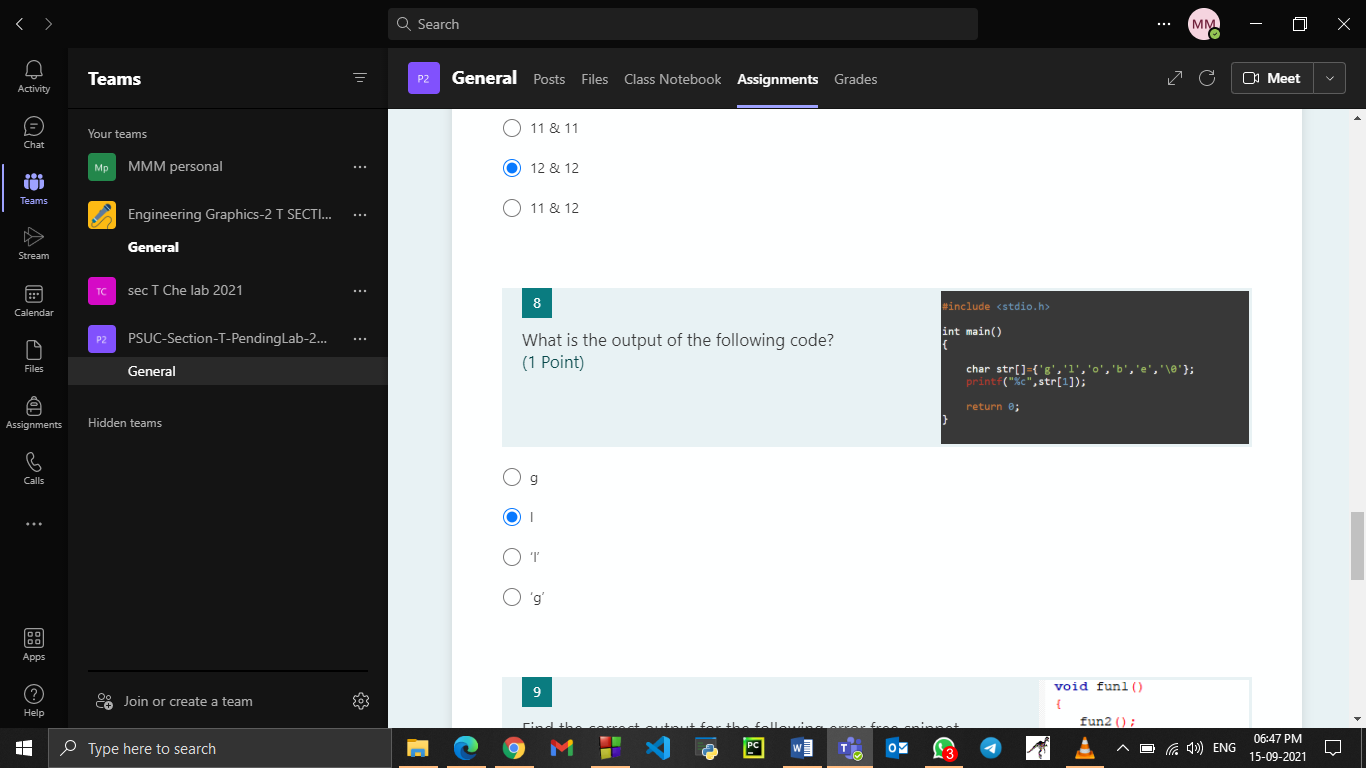 Search
MM
Activity
Chat
Teams
Stream
Calendar
Files
Assignments
Calls
Apps
Help
Teams
Your teams
Mp MMM personal
Engineering Graphics-2 T SECTI...
General
TC sec T Che lab 2021
P2 PSUC-Section-T-PendingLab-2...
General
Hidden teams
Join or create a team
P2 General Posts Files Class Notebook Assignments Grades
Meet
11 & 11
12 & 12
11 & 12
8
What is the output of the following code?
(1 Point)
#include <stdio.h>
int main()
{
char str[]={'g','l','o','b','e','\0'};
printf("%c",str[1]);
return 0;
}
g
l
'l'
'g'
9
Find the correct output for the following error free snippet
void fun1()
{
fun2();
Type here to search
PC
3
ENG
06:47 PM
15-09-2021